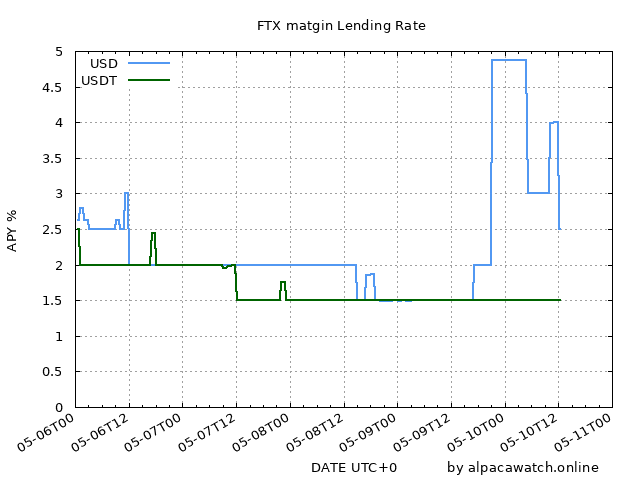 FTX matgin Lending Rate
USD
USDT
5
4.5
4
3.5
3
2.5
2
1.5
1
0.5
0
APY %
05-06T00
05-06T12
05-07T00
05-07T12
05-08T00
05-08T12
05-09T00
05-09T12
05-10T00
05-10T12
05-11T00
DATE UTC+0
by alpacawatch.online